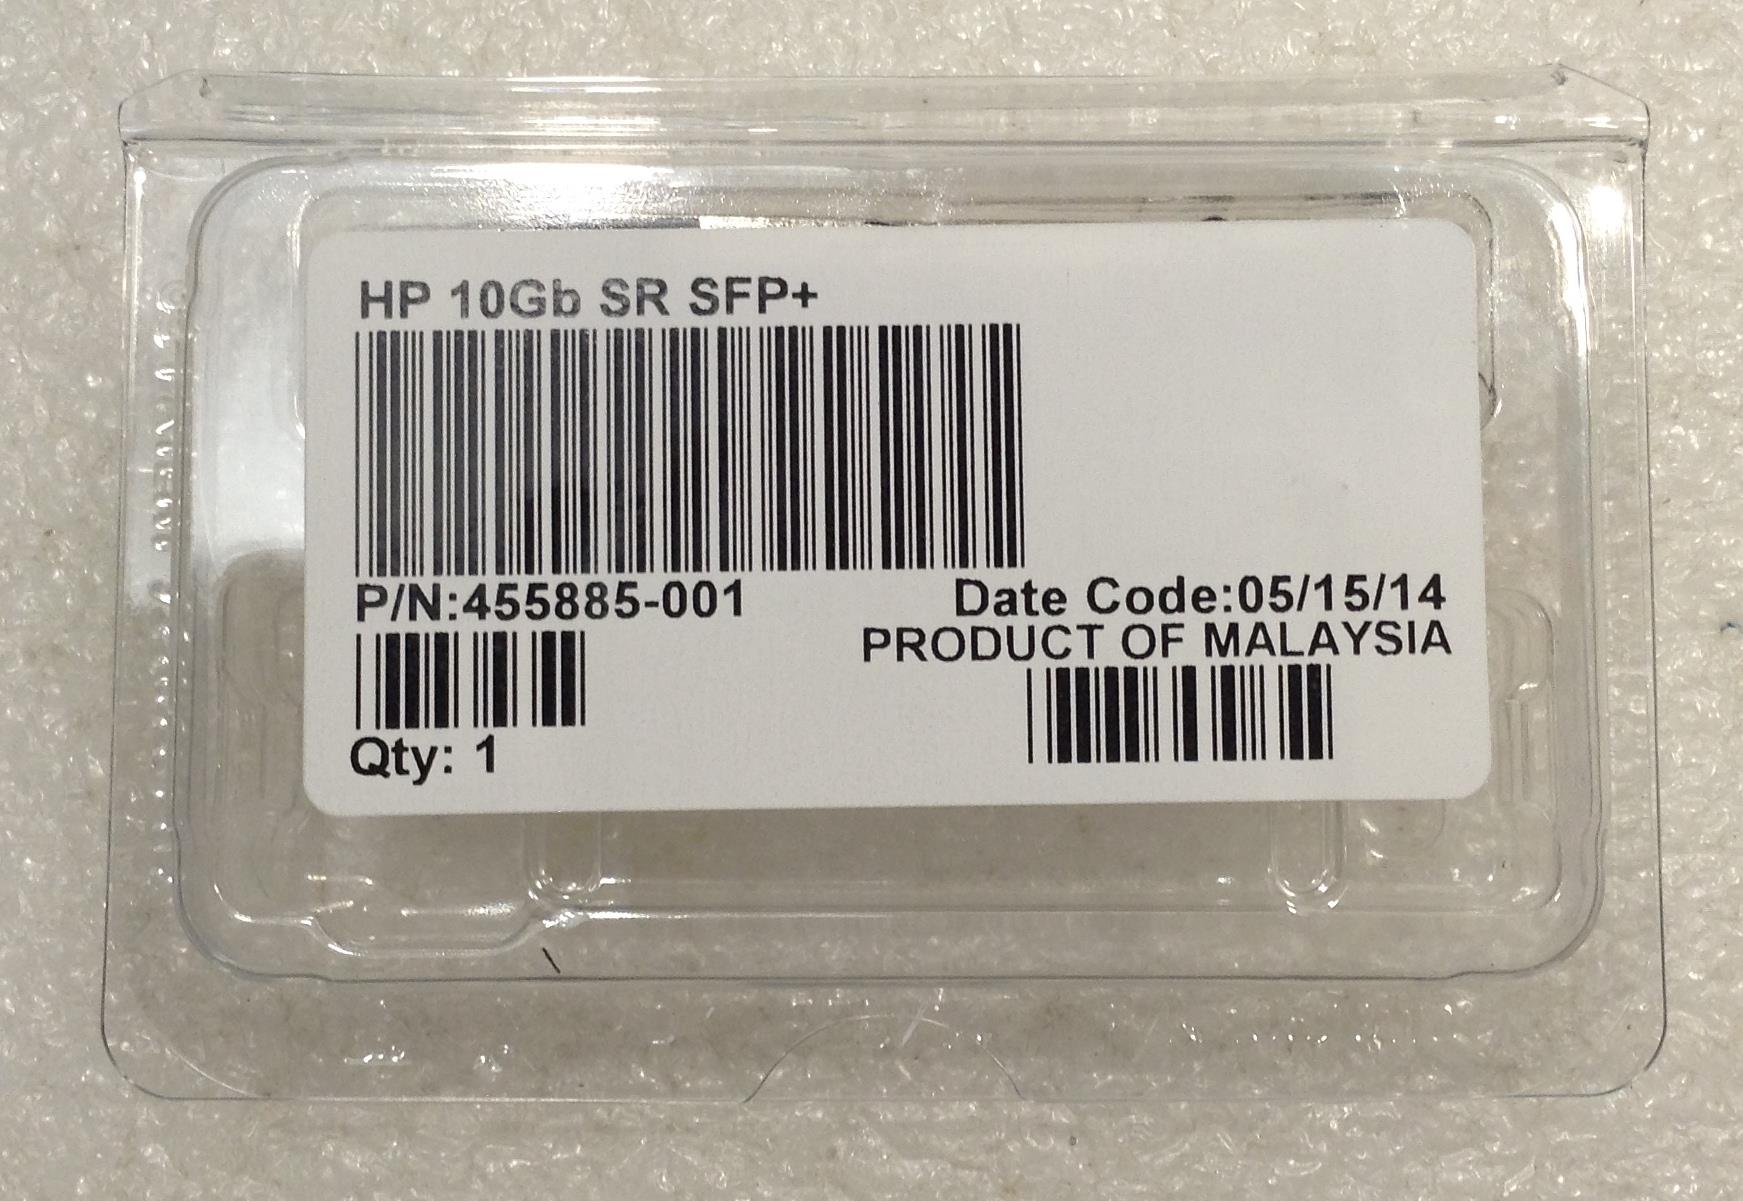 HP 10Gb SR SFP+
P/N:455885-001
Date Code:05/15/14
PRODUCT OF MALAYSIA
Qty: 1